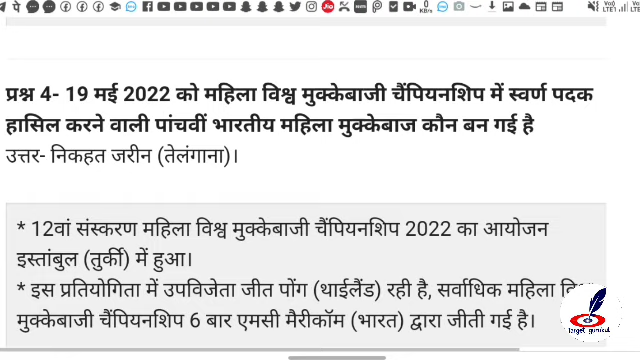 प्रश्न 4- 19 मई 2022 को महिला विश्व मुक्केबाजी चैंपियनशिप में स्वर्ण पदक
हासिल करने वाली पांचवीं भारतीय महिला मुक्केबाज कौन बन गई है
उत्तर- निकहत जरीन (तेलंगाना)।
* 12वां संस्करण महिला विश्व मुक्केबाजी चैंपियनशिप 2022 का आयोजन
इस्तांबुल (तुर्की) में हुआ।
* इस प्रतियोगिता में उपविजेता जीत पोंग (थाईलैंड) रही है, सर्वाधिक महिला
मुक्केबाजी चैंपियनशिप 6 बार एमसी मैरीकॉम (भारत) द्वारा जीती गई है।
target gurukul